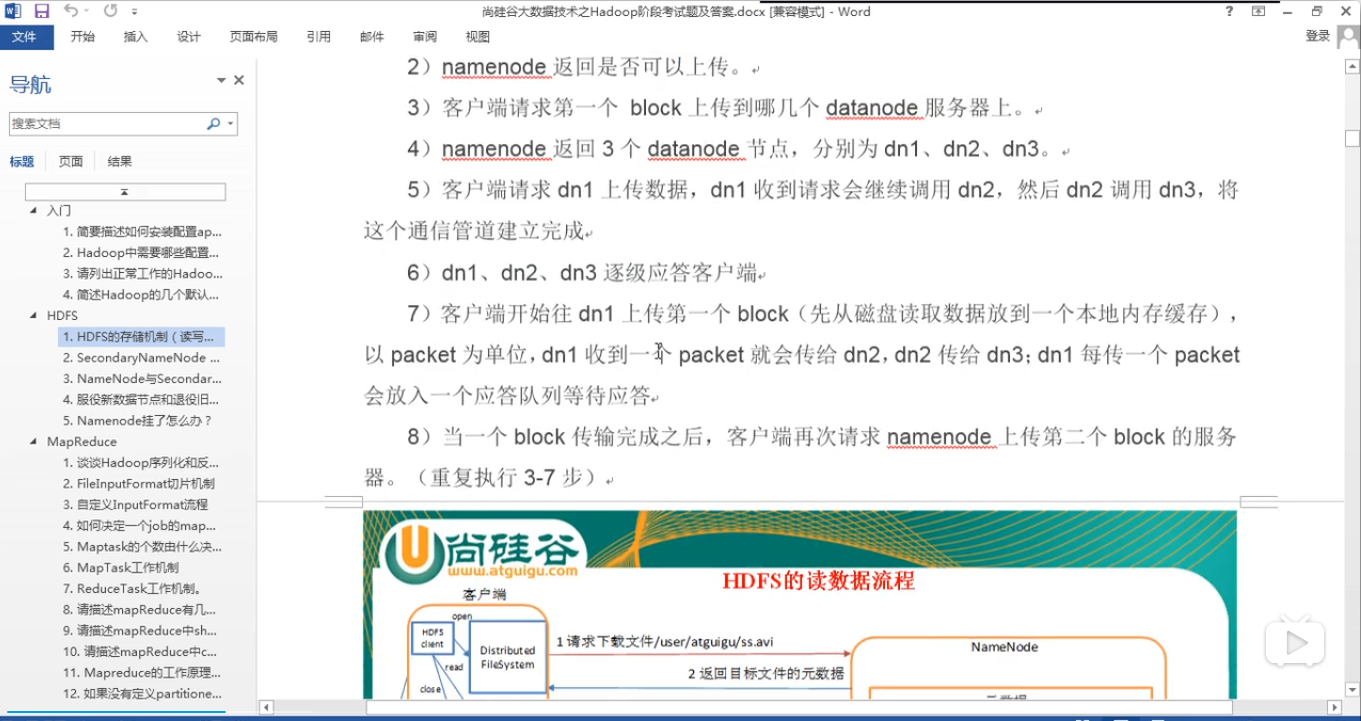 尚硅谷大数据技术之Hadoop阶段考试题及答案.docx [兼容模式] - Word
文件 开始 插入 设计 页面布局 引用 邮件 审阅 视图 登录
导航
搜索文档
标题 页面 结果
入门
1. 简要描述如何安装配置ap...
2. Hadoop中需要哪些配置...
3. 请列出正常工作的Hadoo...
4. 简述Hadoop的几个默认...
HDFS
1. HDFS的存储机制（读写...
2. SecondaryNameNode ...
3. NameNode与Secondar...
4. 服役新数据节点和退役旧...
5. Namenode挂了怎么办？
MapReduce
1. 谈谈Hadoop序列化和反...
2. FileInputFormat切片机制
3. 自定义InputFormat流程
4. 如何决定一个job的map...
5. Maptask的个数由什么决...
6. MapTask工作机制
7. ReduceTask工作机制。
8. 请描述mapReduce有几...
9. 请描述mapReduce中sh...
10. 请描述mapReduce中c...
11. Mapreduce的工作原理...
12. 如果没有定义partitione...
2）namenode 返回是否可以上传。
3）客户端请求第一个 block 上传到哪几个 datanode 服务器上。
4）namenode 返回 3 个 datanode 节点，分别为 dn1、dn2、dn3。
5）客户端请求 dn1 上传数据，dn1 收到请求会继续调用 dn2，然后 dn2 调用 dn3，将
这个通信管道建立完成
6）dn1、dn2、dn3 逐级应答客户端
7）客户端开始往 dn1 上传第一个 block（先从磁盘读取数据放到一个本地内存缓存），
以 packet 为单位，dn1 收到一个 packet 就会传给 dn2，dn2 传给 dn3；dn1 每传一个 packet
会放入一个应答队列等待应答
8）当一个 block 传输完成之后，客户端再次请求 namenode 上传第二个 block 的服务
器。（重复执行 3-7 步）
尚硅谷
www.atguigu.com
HDFS的读数据流程
客户端
open
HDFS
client
Distributed
FileSystem
read
close
1 请求下载文件/user/atguigu/ss.avi
2 返回目标文件的元数据
NameNode